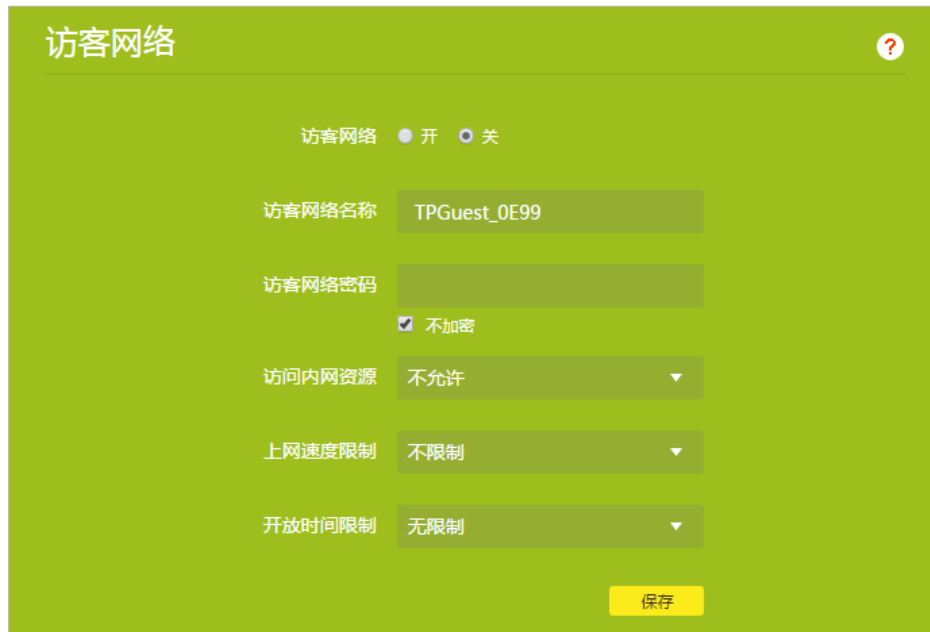 访客网络
?
访客网络 开 关
访客网络名称 TPGuest_0E99
访客网络密码
不加密
访问内网资源 不允许
上网速度限制 不限制
开放时间限制 无限制
保存